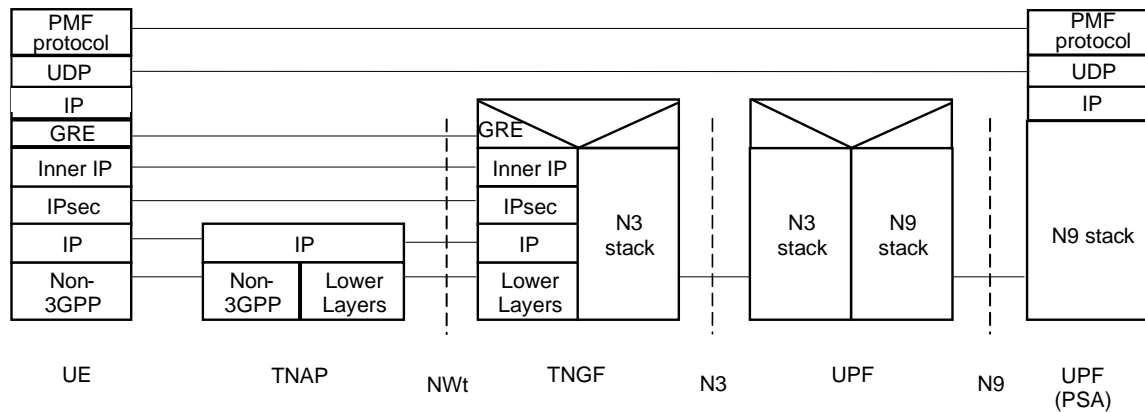 PMF
protocol
PMF
protocol
UDP
UDP
IP
IP
GRE
GRE
Inner IP
Inner IP
IPsec
IPsec
N3
stack
N3
stack
N9
stack
N9 stack
IP
IP
IP
Non-
3GPP
Non-
3GPP
Lower
Layers
Lower
Layers
UE
TNAP
NWt
TNGF
N3
UPF
N9
UPF
(PSA)